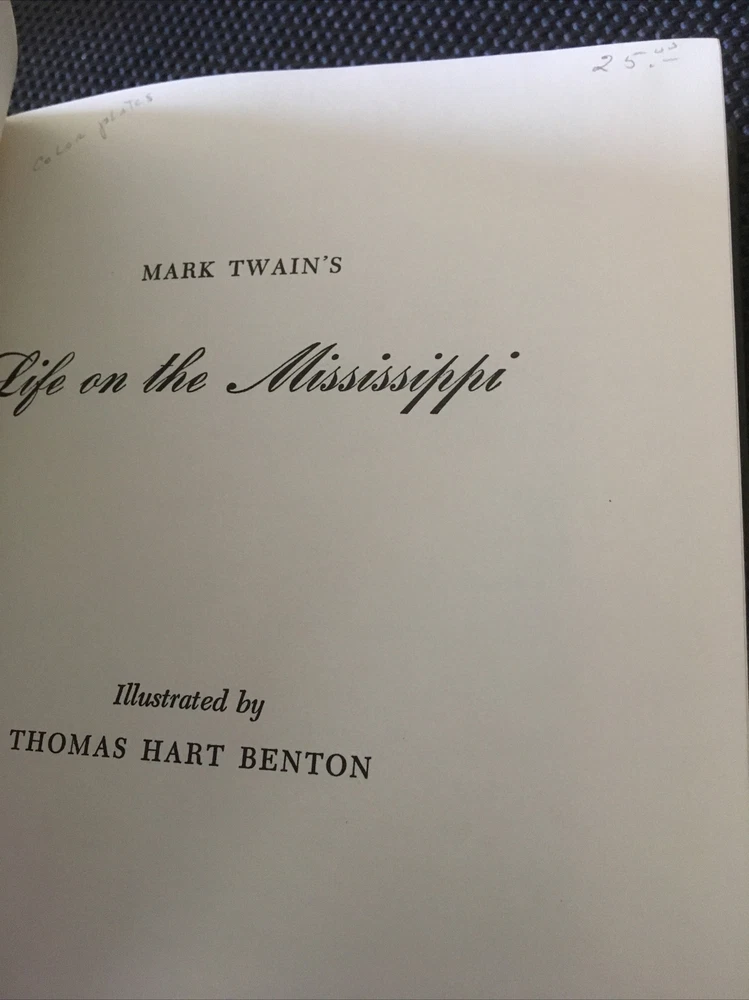 Color plates
25.00
MARK TWAIN'S
Life on the Mississippi
Illustrated by
THOMAS HART BENTON